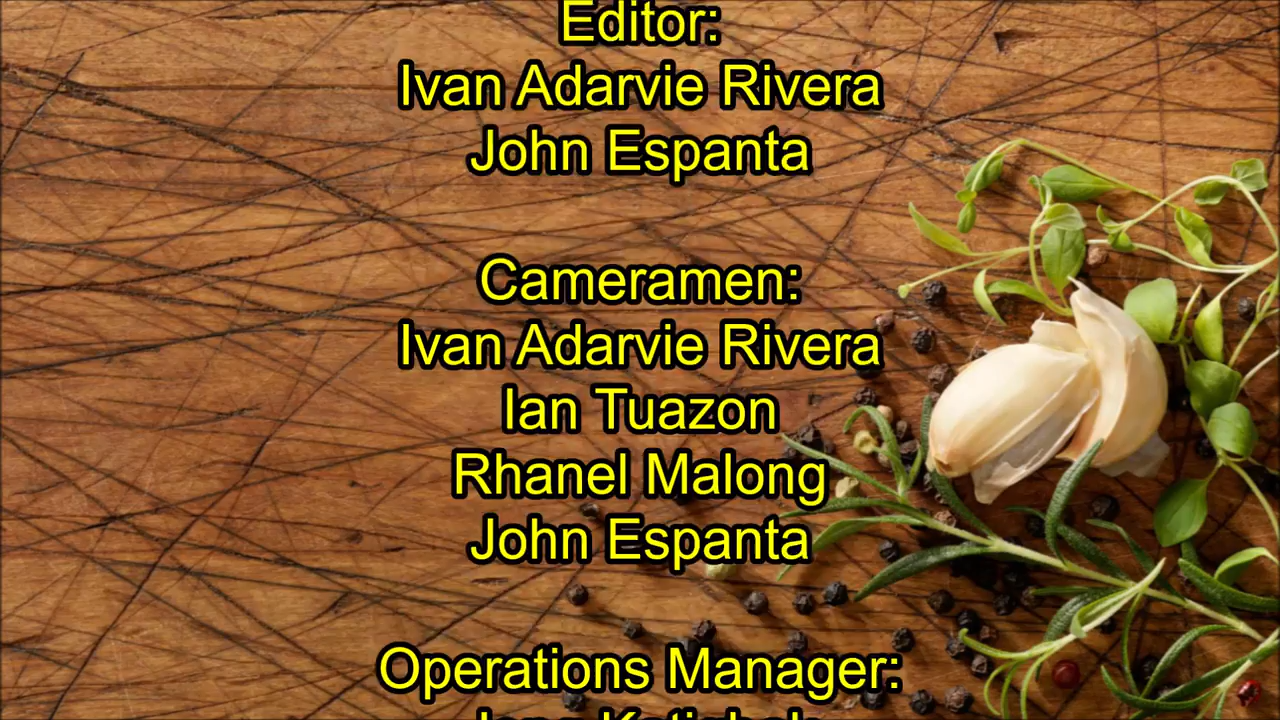 Editor:
Ivan Adarvie Rivera
John Espanta
Cameramen:
Ivan Adarvie Rivera
Ian Tuazon
Rhanel Malong
John Espanta
Operations Manager: